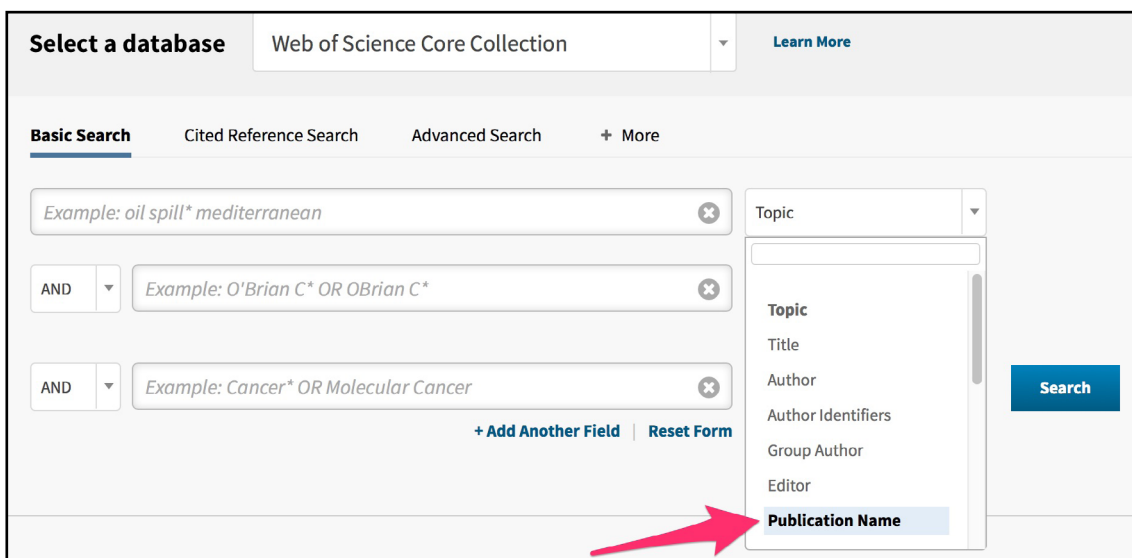 Select a database
Web of Science Core Collection
Learn More
Basic Search
Cited Reference Search
Advanced Search
+ More
Example: oil spill* mediterranean
Topic
AND
Example: O'Brian C* OR OBrian C*
AND
Example: Cancer* OR Molecular Cancer
+ Add Another Field | Reset Form
Topic
Title
Author
Author Identifiers
Group Author
Editor
Publication Name
Search